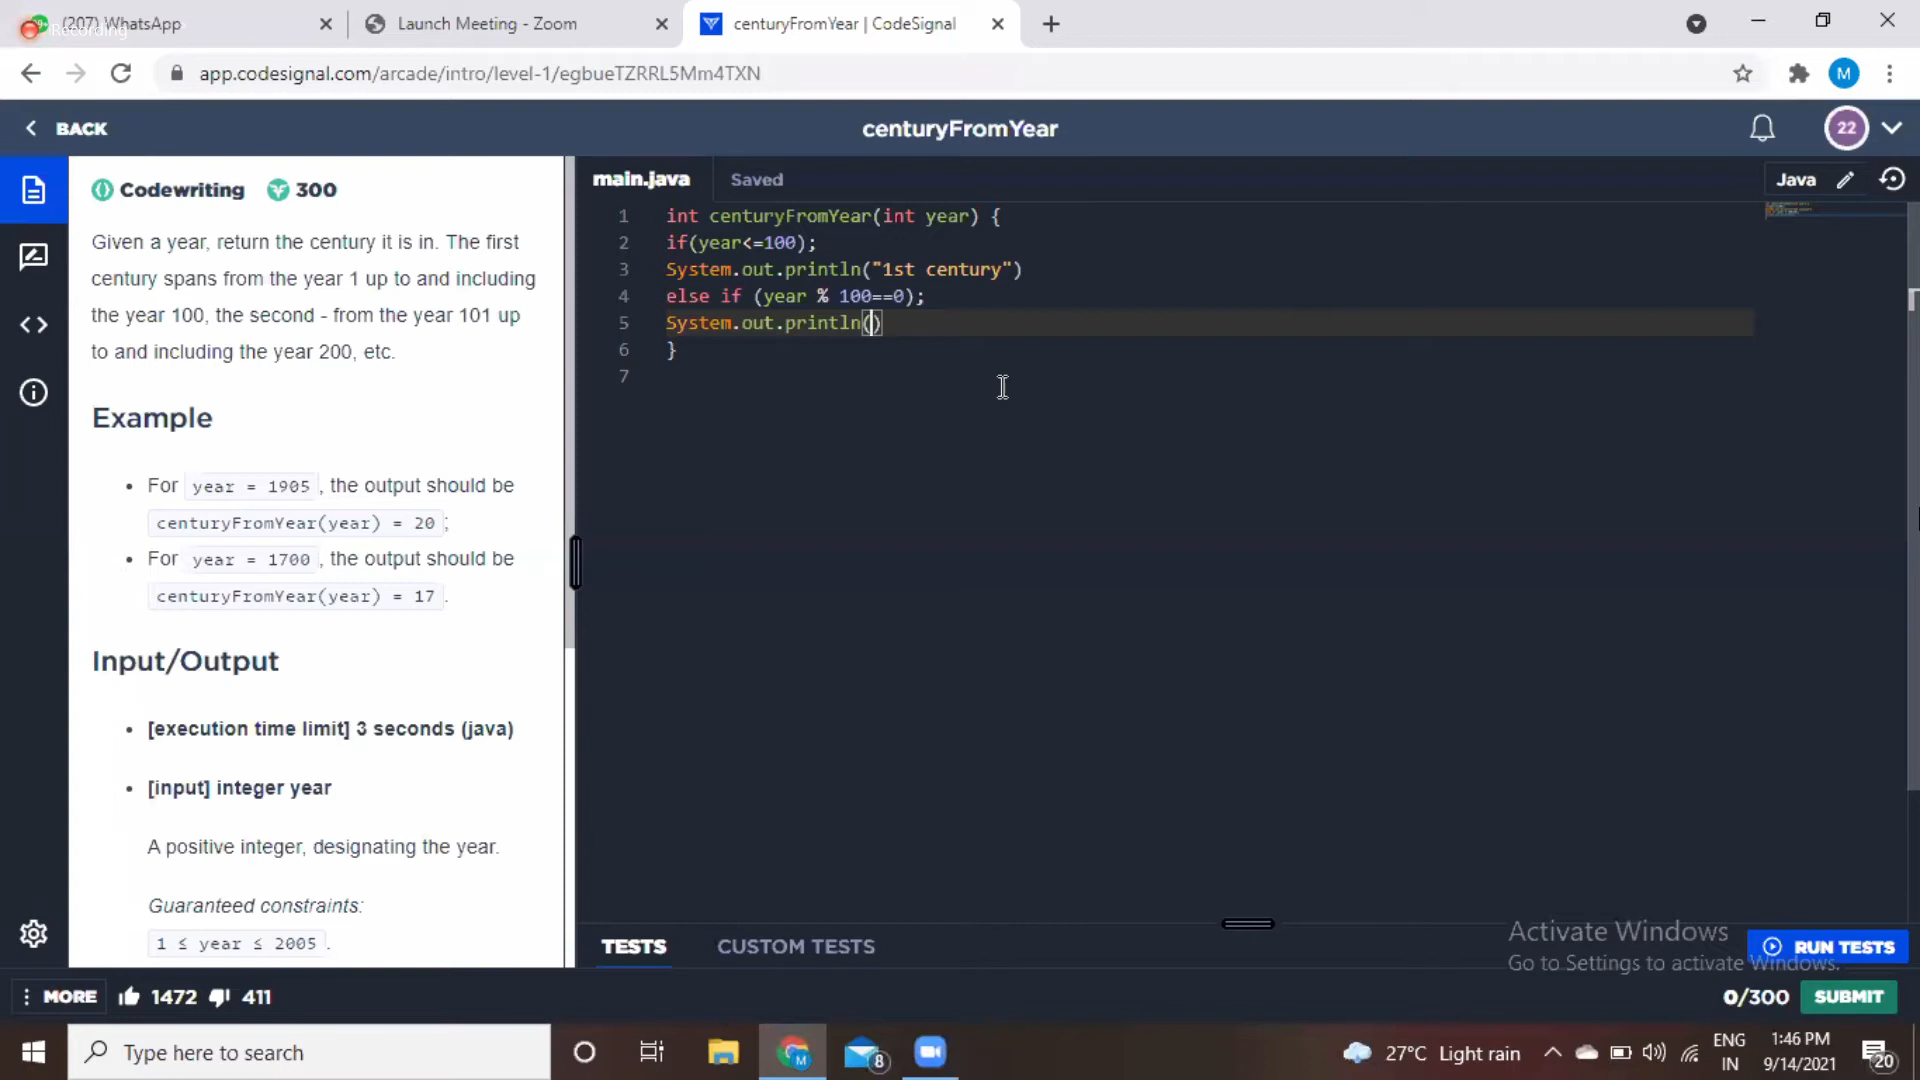 (207) WhatsApp
Recording
Launch Meeting - Zoom
centuryFromYear | CodeSignal
app.codesignal.com/arcade/intro/level-1/egbueTZRRL5Mm4TXN
M
BACK
centuryFromYear
22
Codewriting 300
Given a year, return the century it is in. The first
century spans from the year 1 up to and including
the year 100, the second - from the year 101 up
to and including the year 200, etc.
Example
• For year = 1905 , the output should be
centuryFromYear(year) = 20 ;
• For year = 1700 , the output should be
centuryFromYear(year) = 17 .
Input/Output
• [execution time limit] 3 seconds (java)
• [input] integer year
A positive integer, designating the year.
Guaranteed constraints:
1 ≤ year ≤ 2005 .
main.java Saved
Java
1 int centuryFromYear(int year) {
2 if(year<=100);
3 System.out.println("1st century")
4 else if (year % 100==0);
5 System.out.println()
6 }
7
TESTS CUSTOM TESTS
Activate Windows
Go to Settings to activate Windows.
RUN TESTS
MORE 1472 411
0/300 SUBMIT
Type here to search
M
8
27°C Light rain
ENG
IN
1:46 PM
9/14/2021
20